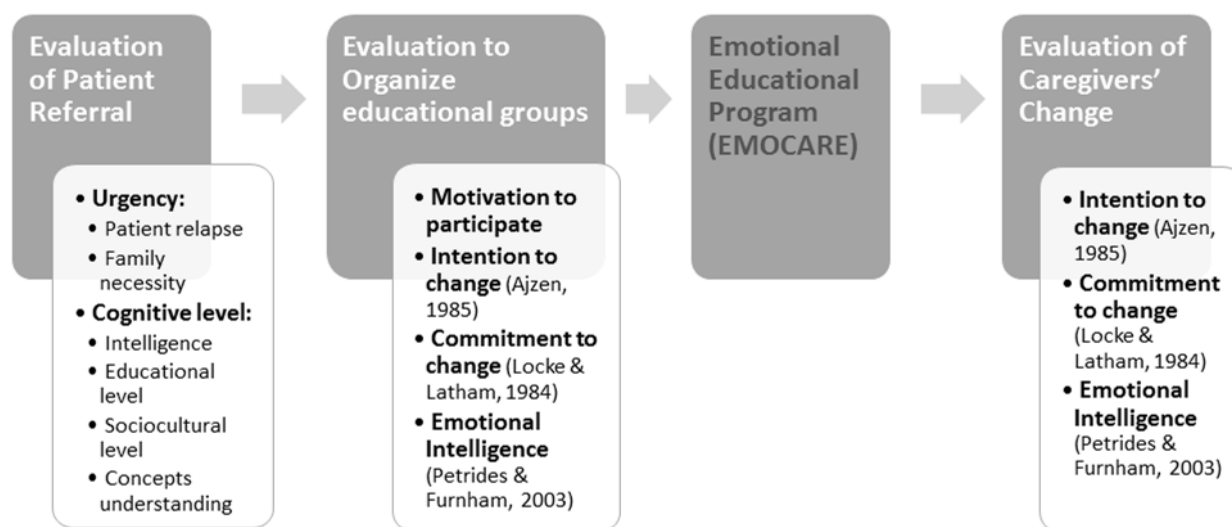 Evaluation
of Patient
Referral
• Urgency:
• Patient relapse
• Family
necessity
• Cognitive level:
• Intelligence
• Educational
level
• Sociocultural
level
• Concepts
understanding
Evaluation to
Organize
educational groups
• Motivation to
participate
• Intention to
change (Ajzen,
1985)
• Commitment to
change (Locke &
Latham, 1984)
• Emotional
Intelligence
(Petrides &
Furnham, 2003)
Emotional
Educational
Program
(EMOCARE)
Evaluation of
Caregivers’
Change
• Intention to
change (Ajzen,
1985)
• Commitment
to change
(Locke &
Latham, 1984)
• Emotional
Intelligence
(Petrides &
Furnham, 2003)